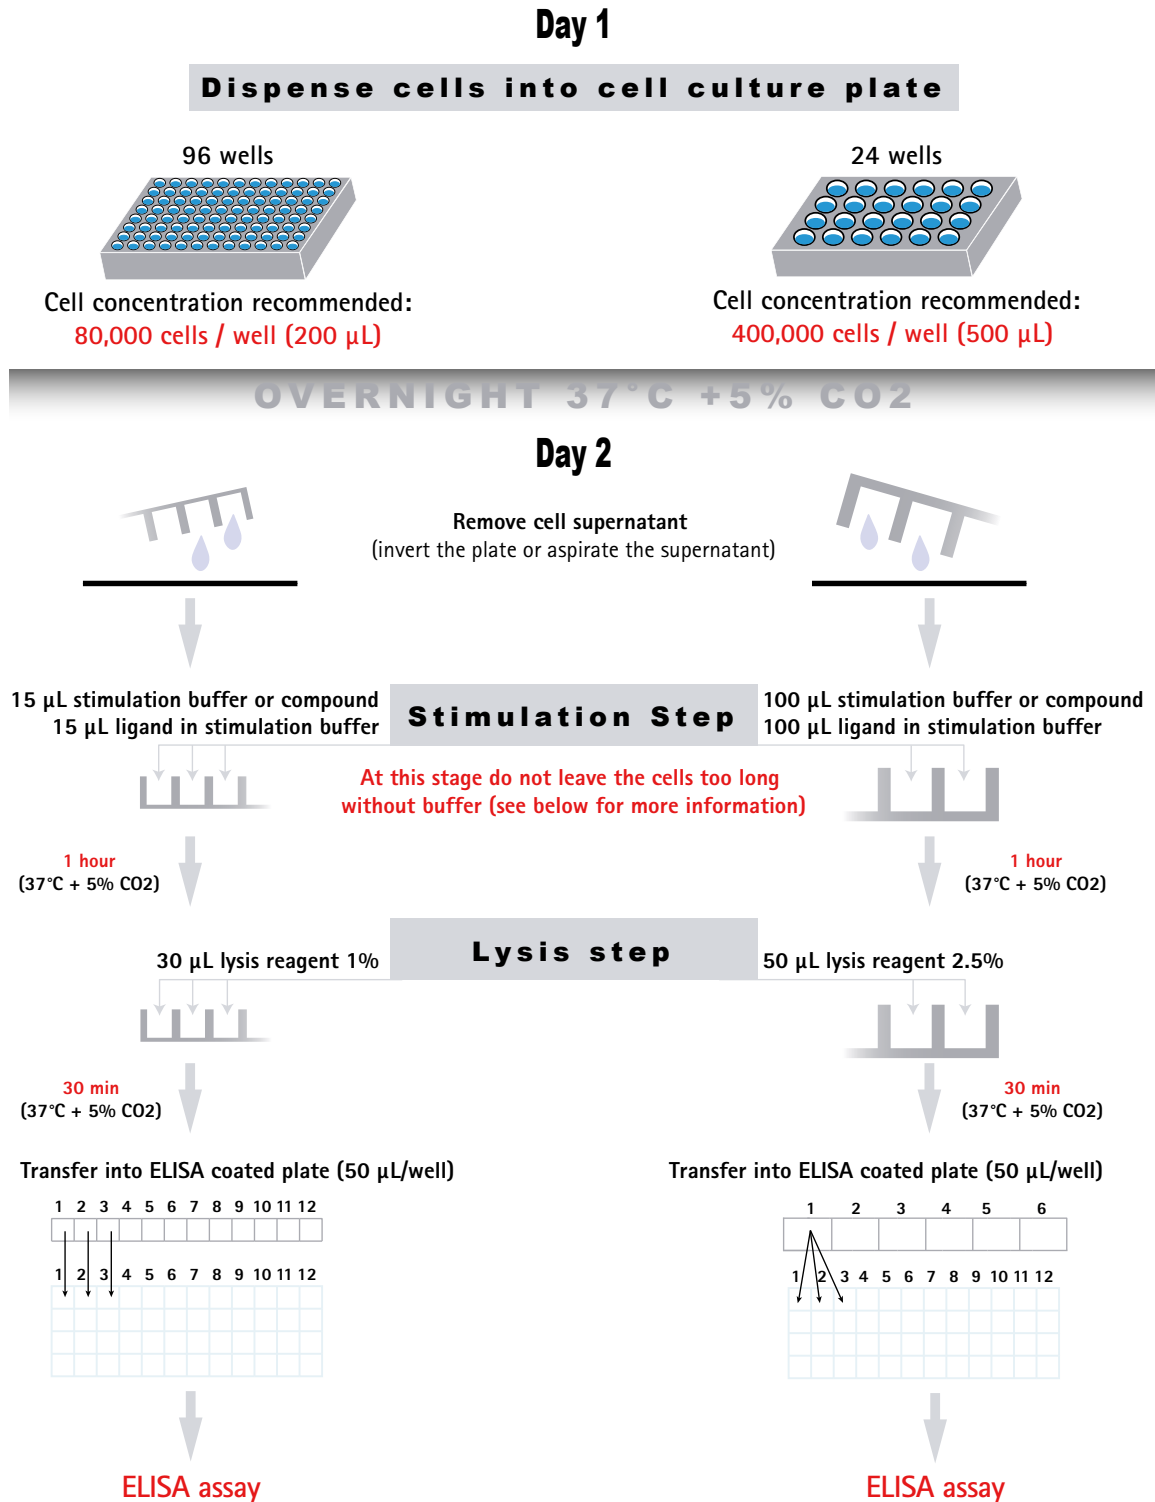 Day 1
Dispense cells into cell culture plate
96 wells
24 wells
Cell concentration recommended:
80,000 cells / well (200 µL)
Cell concentration recommended:
400,000 cells / well (500 µL)
OVERNIGHT 37°C +5% CO2
Day 2
Remove cell supernatant
(invert the plate or aspirate the supernatant)
15 µL stimulation buffer or compound
15 µL ligand in stimulation buffer
Stimulation Step
100 µL stimulation buffer or compound
100 µL ligand in stimulation buffer
At this stage do not leave the cells too long
without buffer (see below for more information)
1 hour
(37°C + 5% CO2)
1 hour
(37°C + 5% CO2)
30 µL lysis reagent 1%
Lysis step
50 µL lysis reagent 2.5%
30 min
(37°C + 5% CO2)
30 min
(37°C + 5% CO2)
Transfer into ELISA coated plate (50 µL/well)
1 2 3 4 5 6 7 8 9 10 11 12
1 2 3 4 5 6 7 8 9 10 11 12
Transfer into ELISA coated plate (50 µL/well)
1 2 3 4 5 6
1 2 3 4 5 6 7 8 9 10 11 12
ELISA assay
ELISA assay